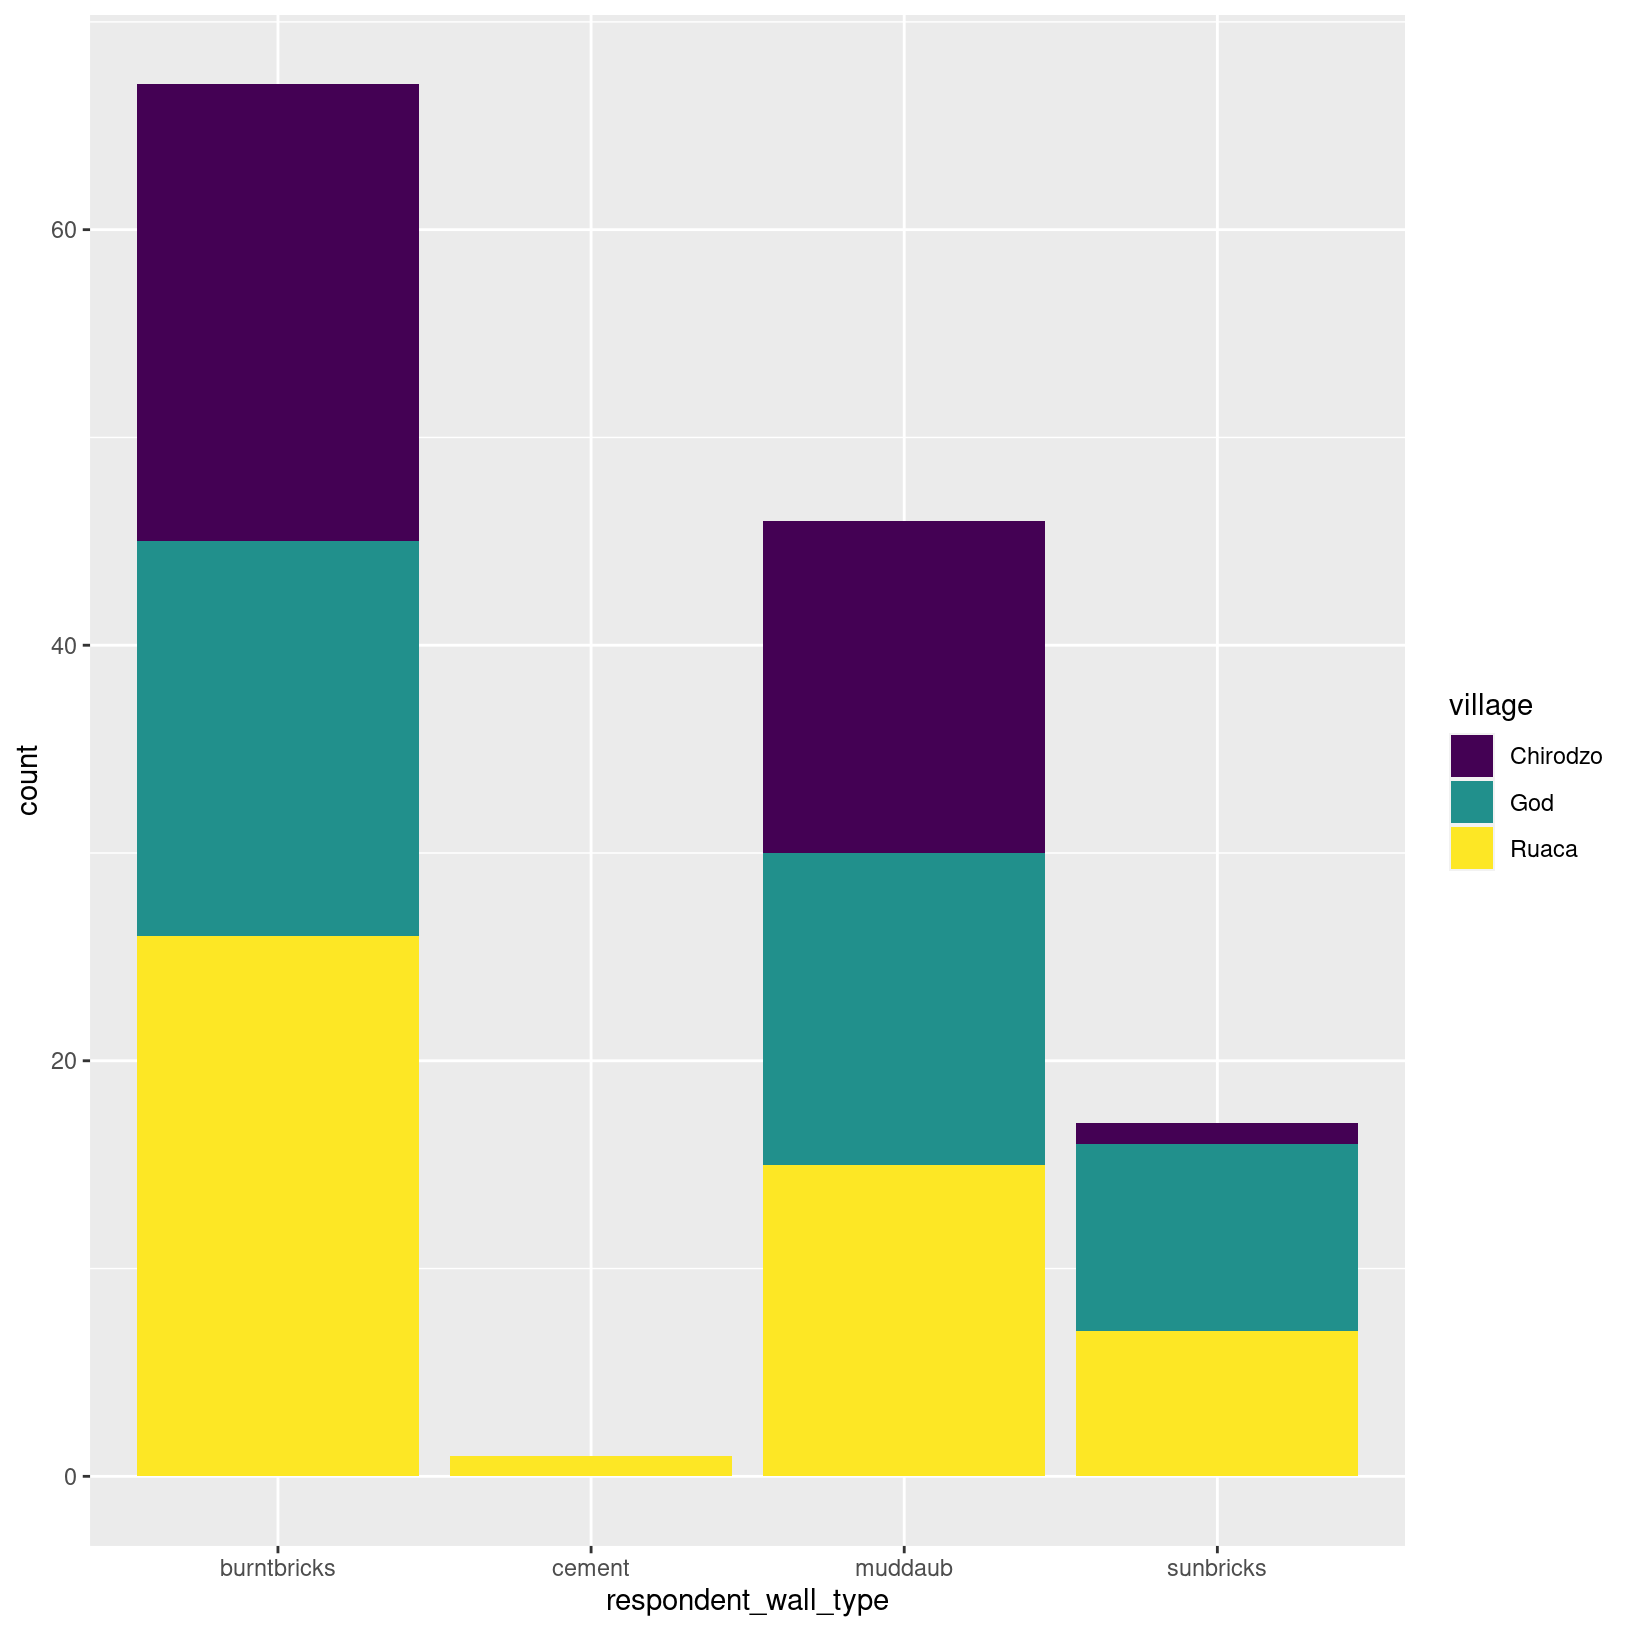 60
40
20
0
count
burntbricks cement muddaub sunbricks
respondent_wall_type
village
Chirodzo
God
Ruaca